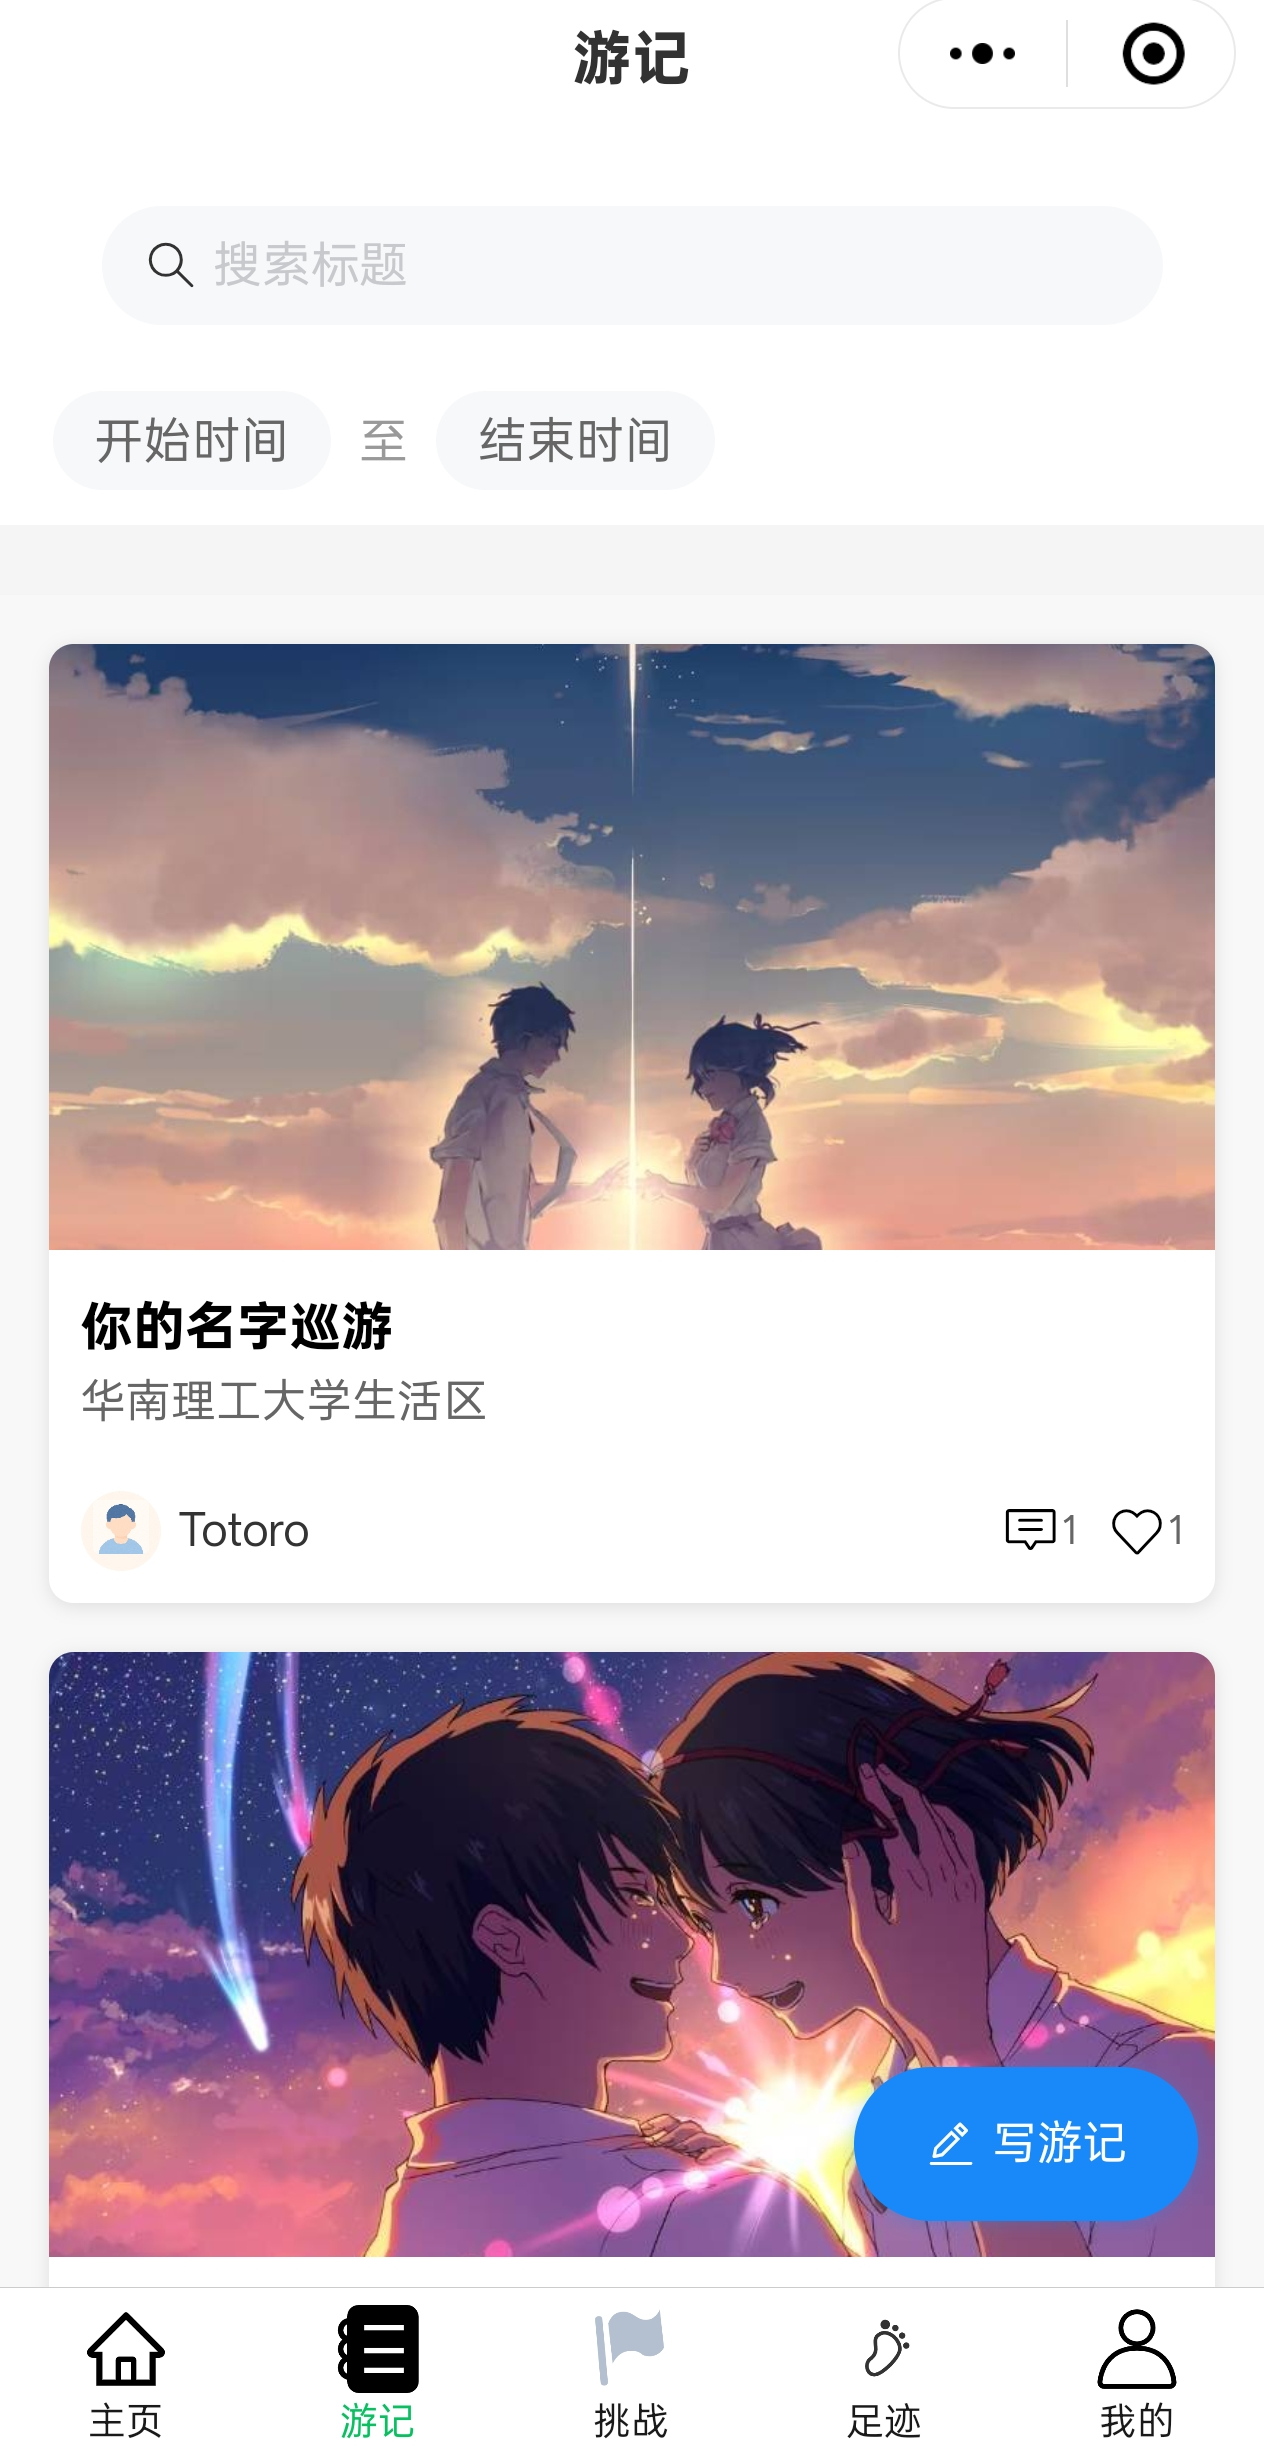 游记
搜索标题
开始时间 至 结束时间
你的名字巡游
华南理工大学生活区
Totoro 1 1
写游记
主页 游记 挑战 足迹 我的